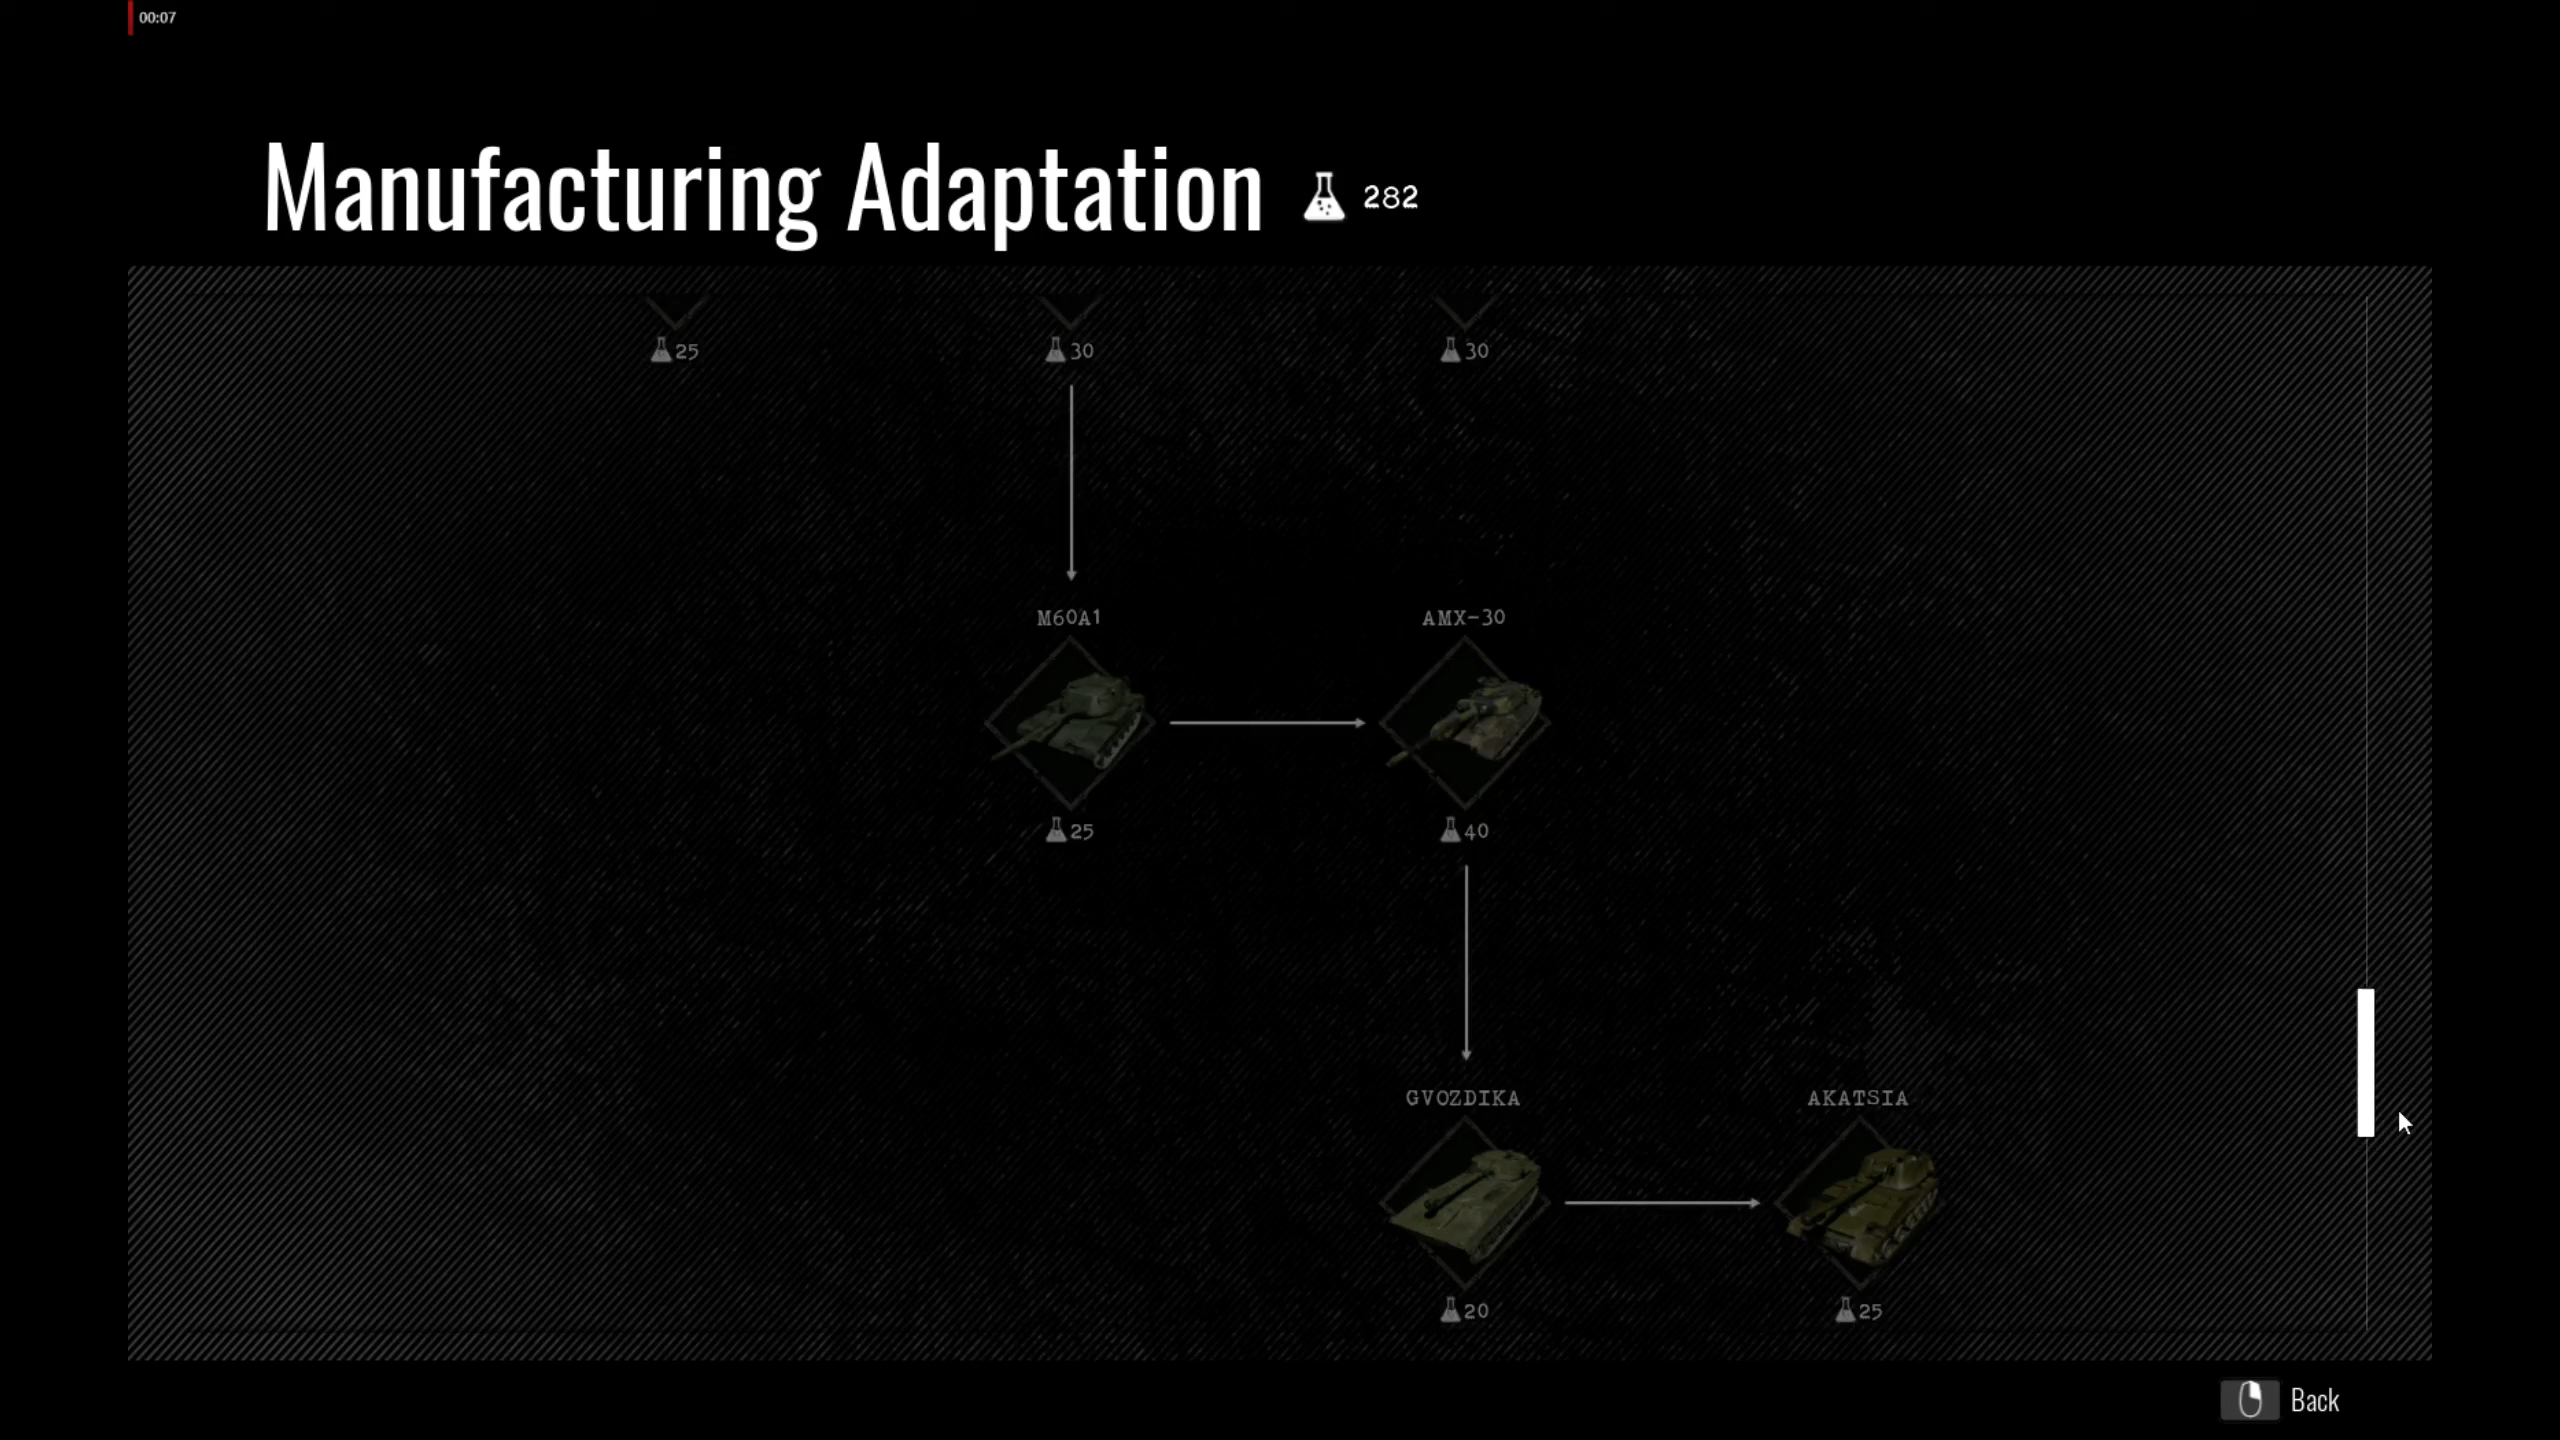 00:07
Manufacturing Adaptation 282
25 30 30
M60A1 AMX-30
25 40
GVOZDIKA AKATSIA
20 25
Back